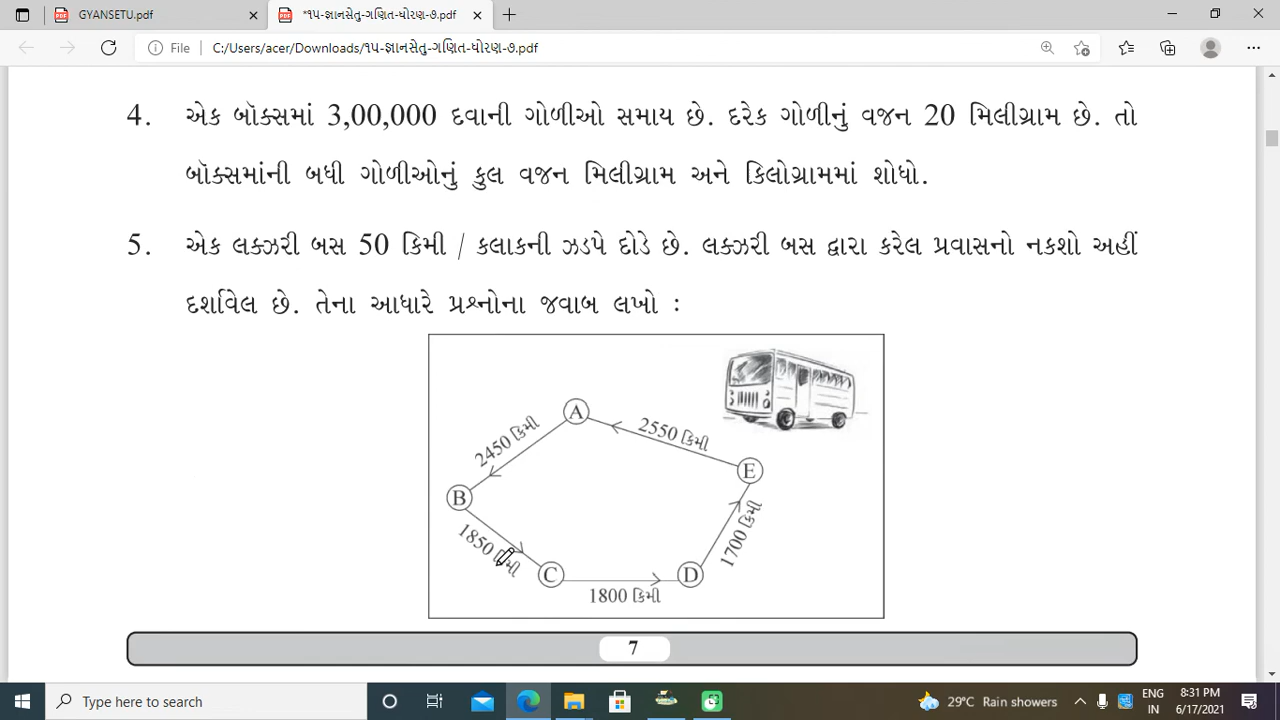 GYANSETU.pdf
*૧૫-જ્ઞાનસેતુ-ગણિત-ધોરણ-૭.pdf
File
C:/Users/acer/Downloads/૧૫-જ્ઞાનસેતુ-ગણિત-ધોરણ-૭.pdf
4. એક બૉક્સમાં 3,00,000 દવાની ગોળીઓ સમાય છે. દરેક ગોળીનું વજન 20 મિલીગ્રામ છે. તો
બૉક્સમાંની બધી ગોળીઓનું કુલ વજન મિલીગ્રામ અને કિલોગ્રામમાં શોધો.
5. એક લક્ઝરી બસ 50 કિમી / કલાકની ઝડપે દોડે છે. લક્ઝરી બસ દ્વારા કરેલ પ્રવાસનો નકશો અહીં
દર્શાવેલ છે. તેના આધારે પ્રશ્નોના જવાબ લખો :
A
2450 કિમી
2550 કિમી
E
B
1850 કિમી
1700 કિમી
C
D
1800 કિમી
7
Type here to search
29°C Rain showers
ENG
IN
8:31 PM
6/17/2021